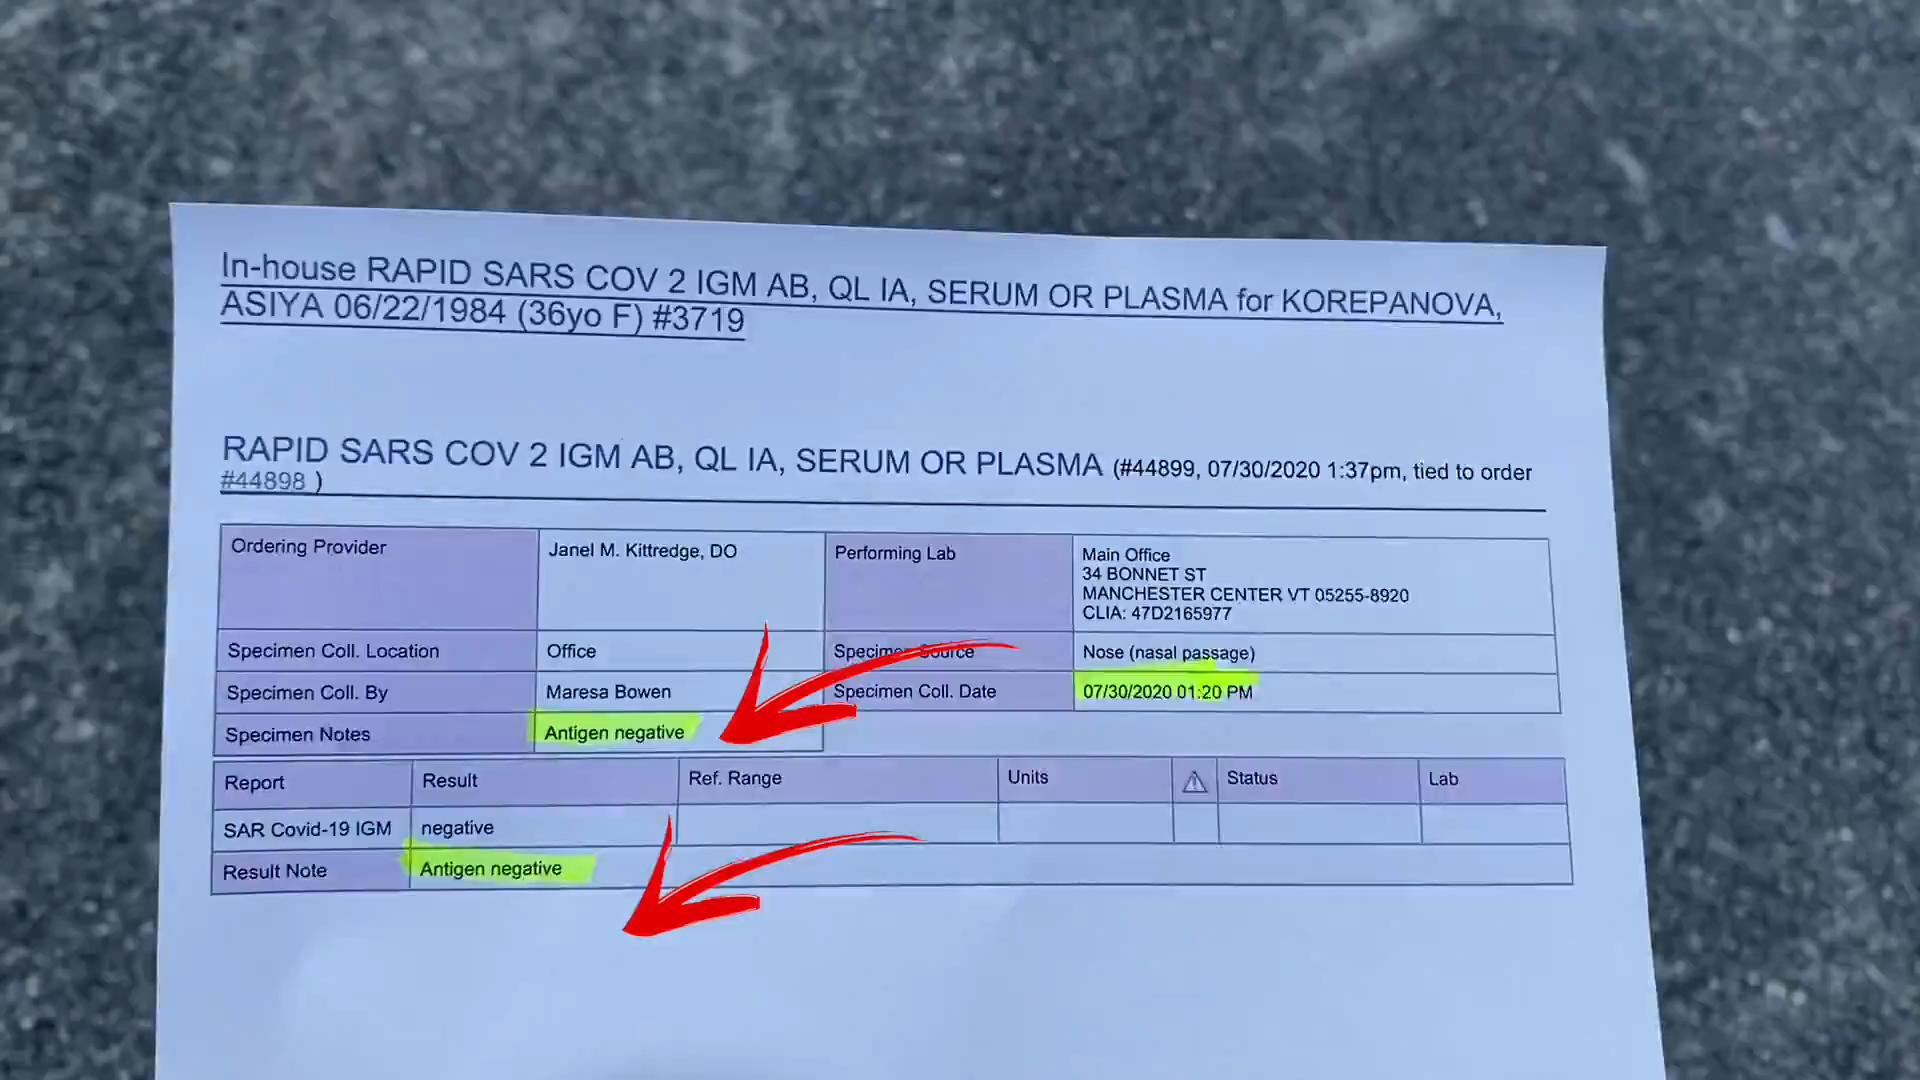 In-house RAPID SARS COV 2 IGM AB, QL IA, SERUM OR PLASMA for KOREPANOVA,
ASIYA 06/22/1984 (36yo F) #3719
RAPID SARS COV 2 IGM AB, QL IA, SERUM OR PLASMA (#44899, 07/30/2020 1:37pm, tied to order
#44898 )
Ordering Provider Janel M. Kittredge, DO Performing Lab Main Office
34 BONNET ST
MANCHESTER CENTER VT 05255-8920
CLIA: 47D2165977
Specimen Coll. Location Office Specimen Source Nose (nasal passage)
Specimen Coll. By Maresa Bowen Specimen Coll. Date 07/30/2020 01:20 PM
Specimen Notes Antigen negative
Report Result Ref. Range Units Status Lab
SAR Covid-19 IGM negative
Result Note Antigen negative